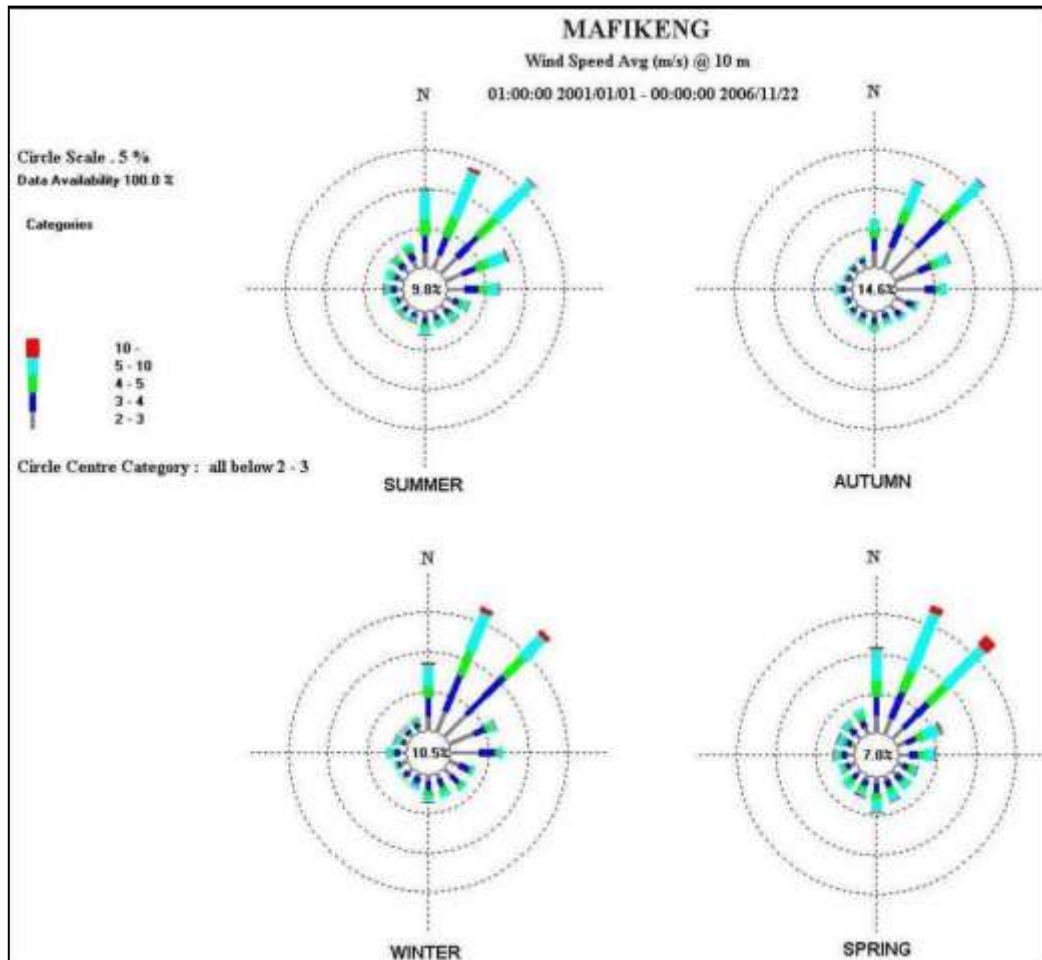 MAFIKENG
Wind Speed Avg (m/s) @ 10 m
01:00:00 2001/01/01 - 00:00:00 2006/11/22
N
N
Circle Scale . 5 %
Data Availability 100.0 %
Categories
9.8%
14.6%
10 -
5 - 10
4 - 5
3 - 4
2 - 3
Circle Centre Category : all below 2 - 3
SUMMER
AUTUMN
N
N
10.5%
7.8%
WINTER
SPRING